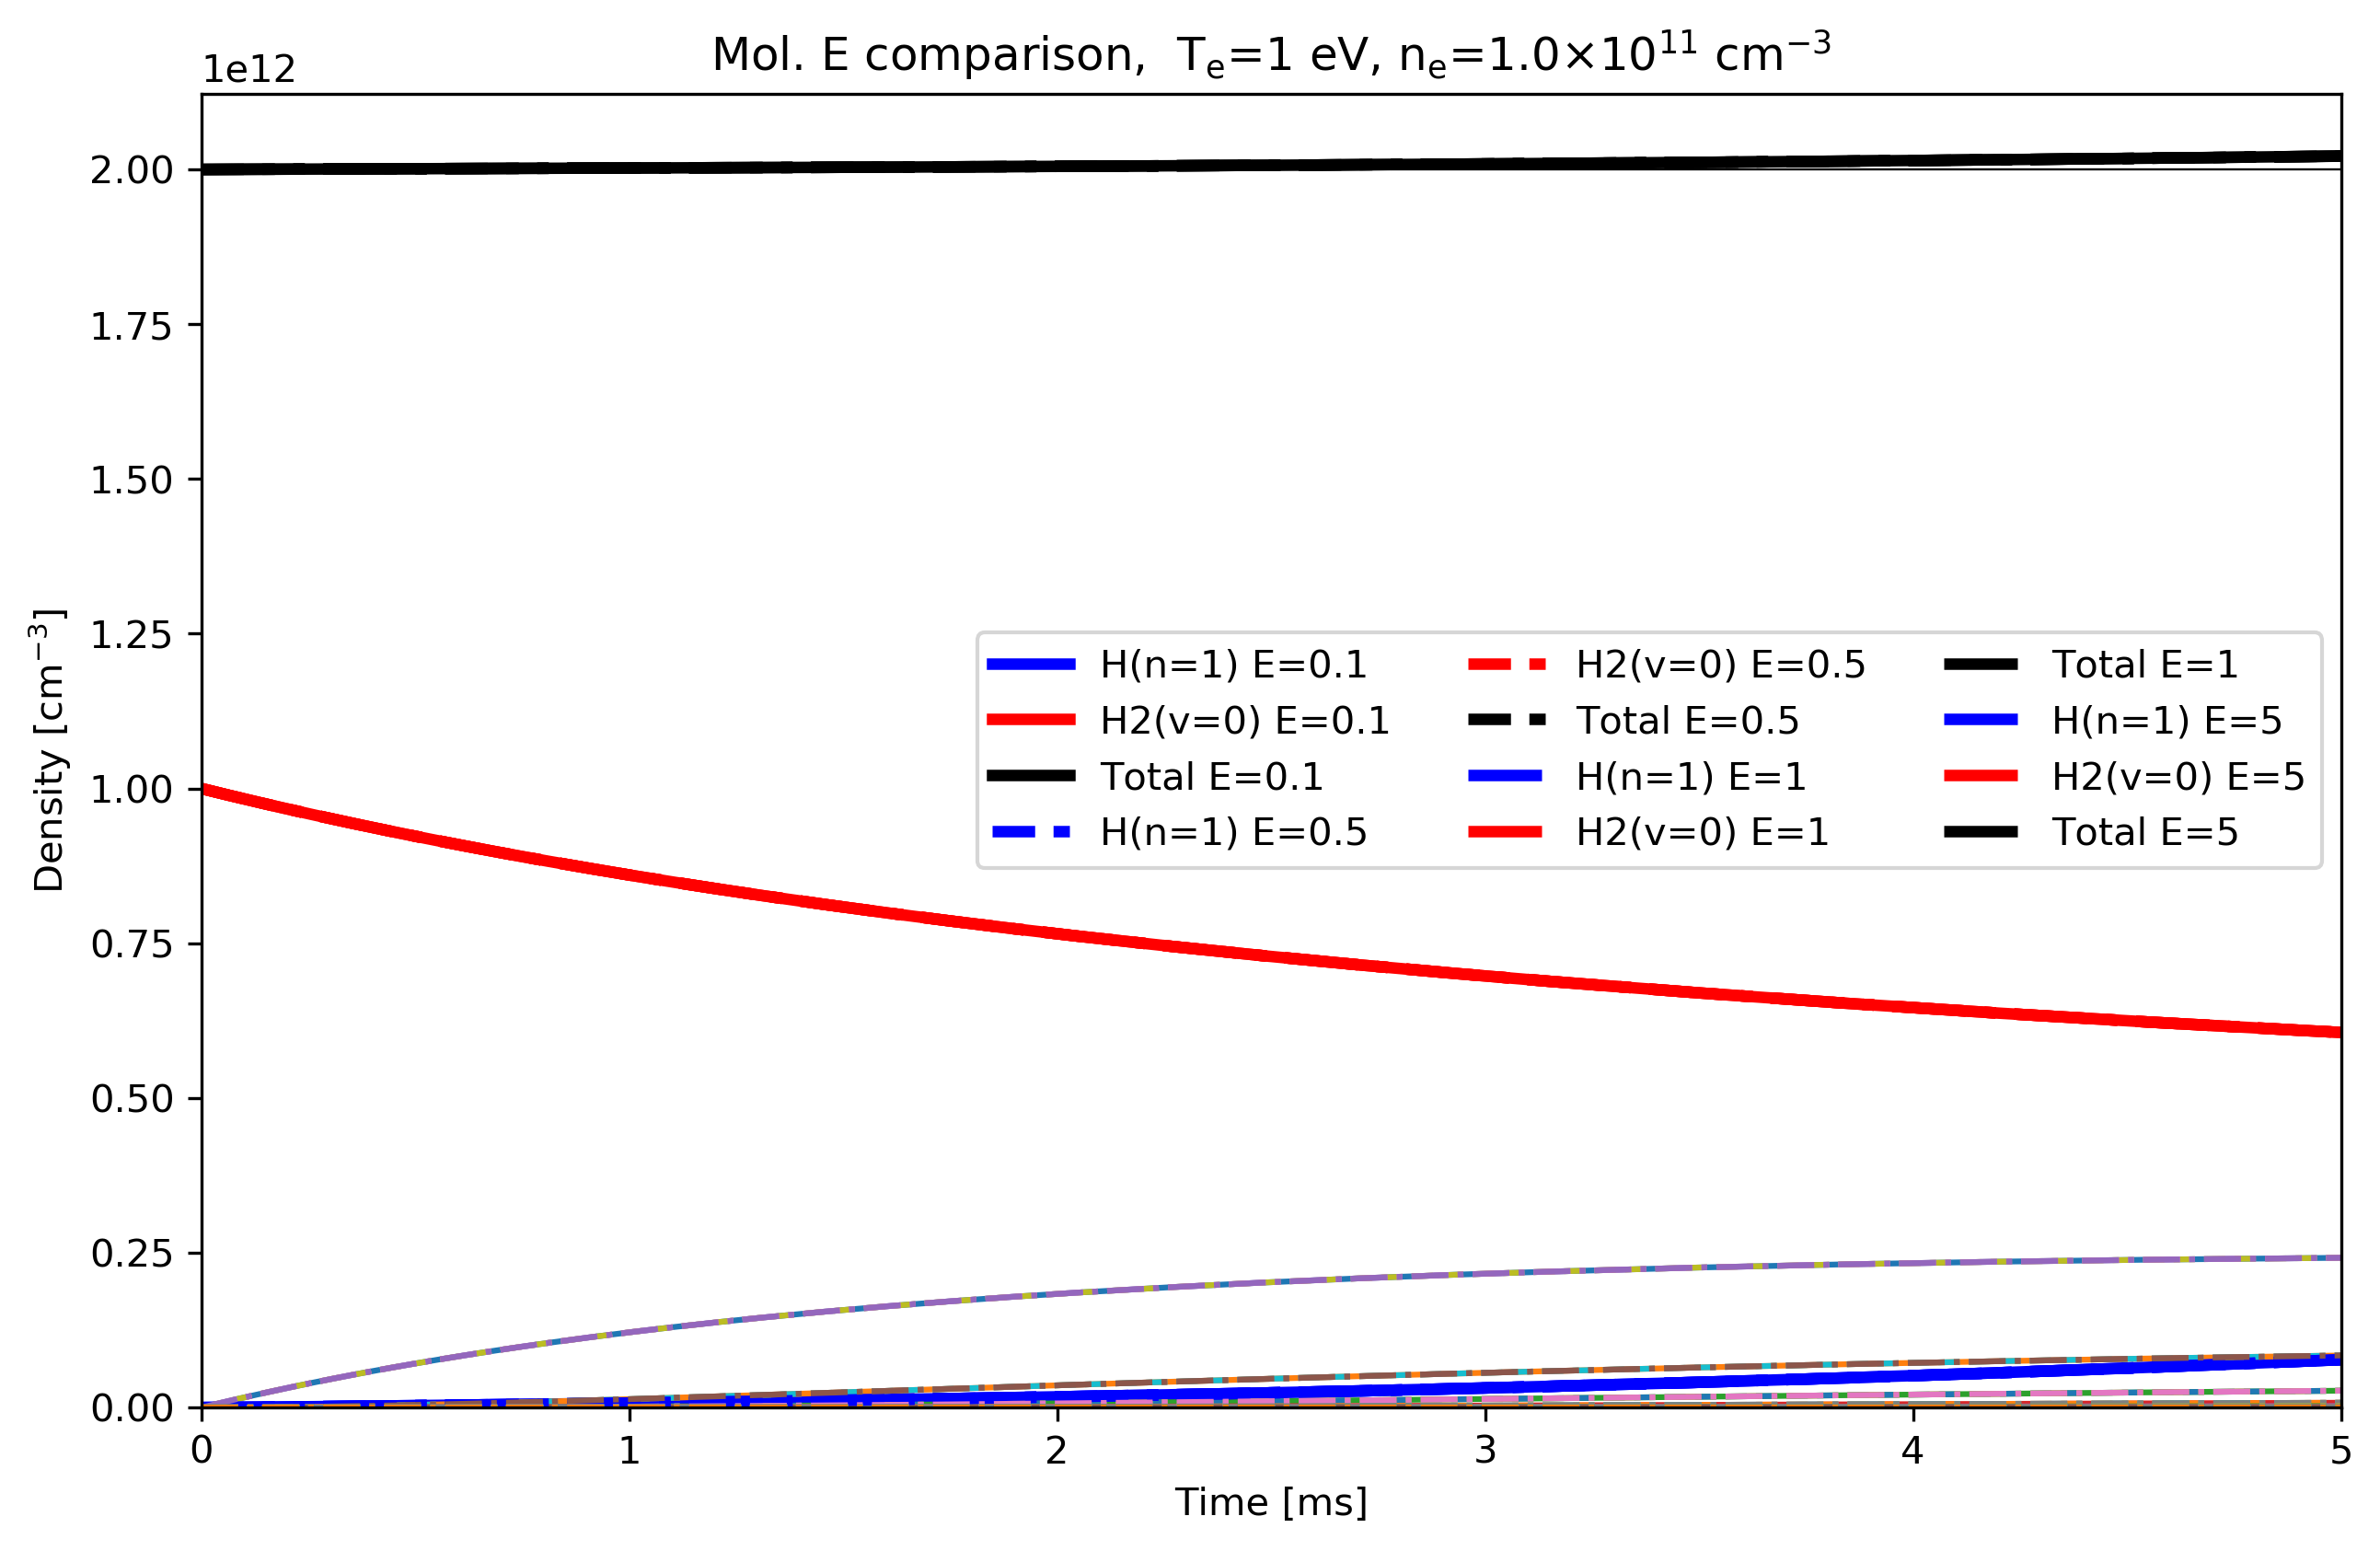 Mol. E comparison,  Tₑ=1 eV, nₑ=1.0×10¹¹ cm⁻³
1e12
2.00
1.75
1.50
1.25
1.00
0.75
0.50
0.25
0.00
Density [cm⁻³]
H(n=1) E=0.1
H2(v=0) E=0.1
Total E=0.1
H(n=1) E=0.5
H2(v=0) E=0.5
Total E=0.5
H(n=1) E=1
H2(v=0) E=1
Total E=1
H(n=1) E=5
H2(v=0) E=5
Total E=5
0 1 2 3 4 5
Time [ms]